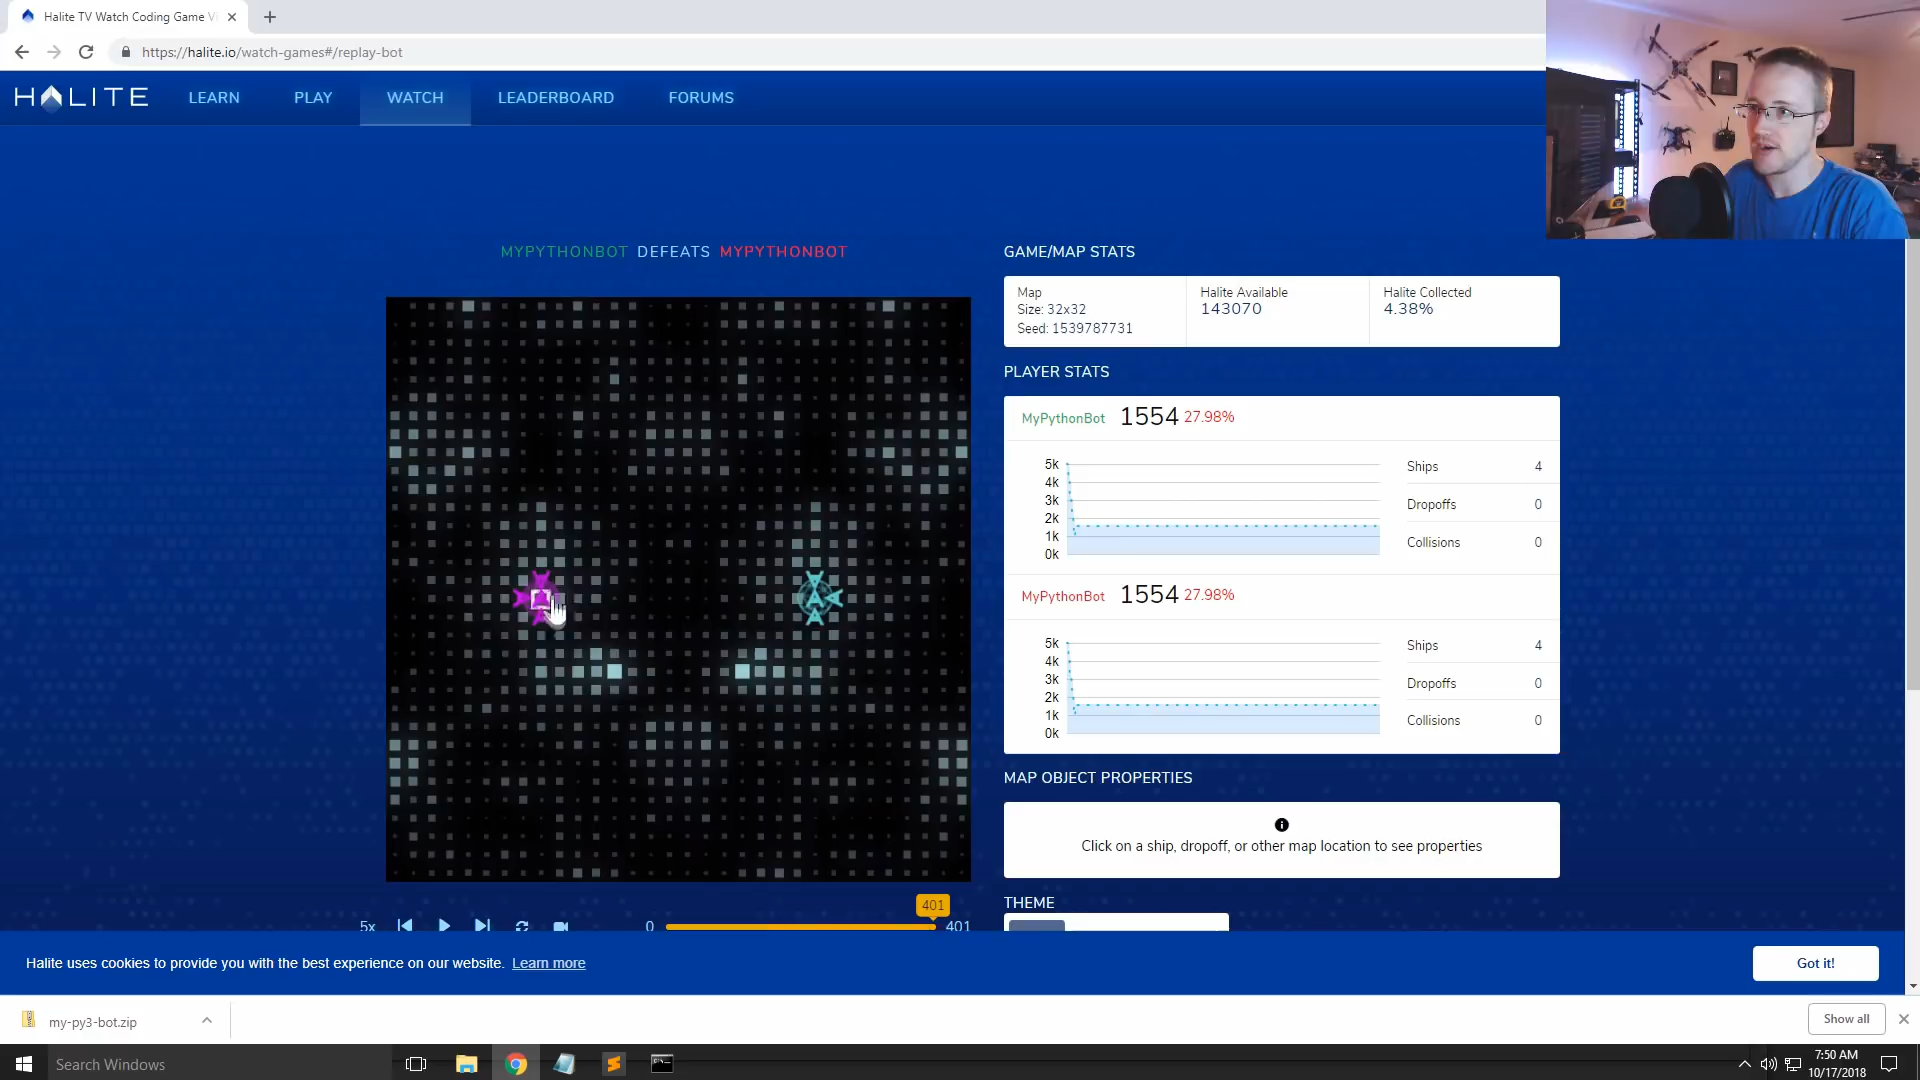 Halite TV Watch Coding Game Vi
https://halite.io/watch-games#/replay-bot
HALITE
LEARN
PLAY
WATCH
LEADERBOARD
FORUMS
MYPYTHONBOT DEFEATS MYPYTHONBOT
GAME/MAP STATS
Map
Size: 32x32
Seed: 1539787731
Halite Available
143070
Halite Collected
4.38%
PLAYER STATS
MyPythonBot 1554 27.98%
5k
4k
3k
2k
1k
0k
Ships 4
Dropoffs 0
Collisions 0
MyPythonBot 1554 27.98%
5k
4k
3k
2k
1k
0k
Ships 4
Dropoffs 0
Collisions 0
MAP OBJECT PROPERTIES
Click on a ship, dropoff, or other map location to see properties
THEME
401
5x
0
401
Halite uses cookies to provide you with the best experience on our website. Learn more
Got it!
my-py3-bot.zip
Show all
Search Windows
7:50 AM
10/17/2018